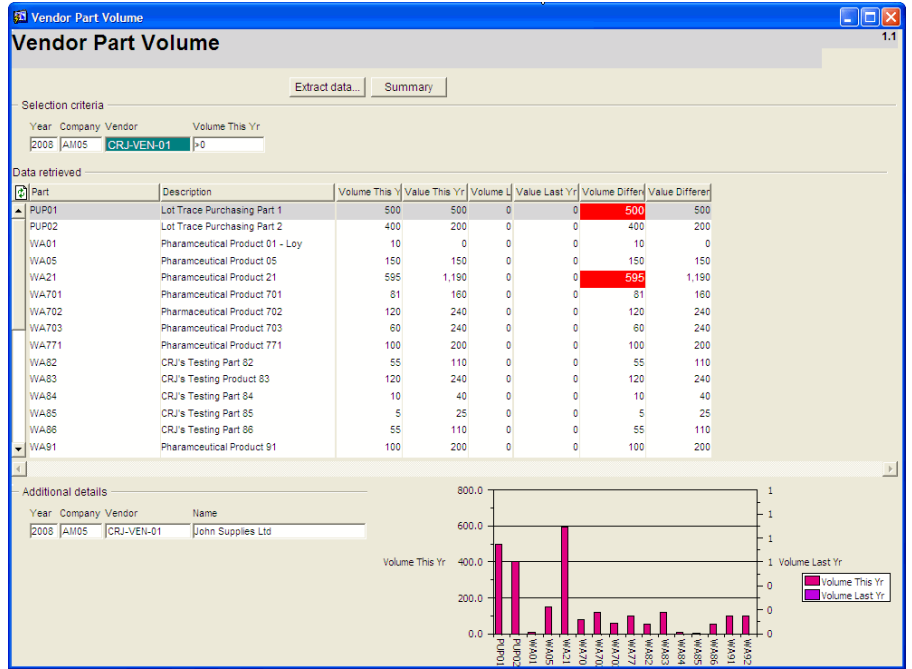 Vendor Part Volume
Vendor Part Volume 1.1
Extract data... Summary
Selection criteria
Year Company Vendor Volume This Yr
2008 AM05 CRJ-VEN-01 >0
Data retrieved
Part Description Volume This Y Value This Yr Volume L Value Last Yr Volume Differe Value Differer
PUP01 Lot Trace Purchasing Part 1 500 500 0 0 500 500
PUP02 Lot Trace Purchasing Part 2 400 200 0 0 400 200
WA01 Pharamceutical Product 01 - Loy 10 0 0 0 10 0
WA05 Pharamceutical Product 05 150 150 0 0 150 150
WA21 Pharamceutical Product 21 595 1,190 0 0 595 1,190
WA701 Pharamceutical Product 701 81 160 0 0 81 160
WA702 Pharmaceutical Product 702 120 240 0 0 120 240
WA703 Pharamceutical Product 703 60 240 0 0 60 240
WA771 Pharamceutical Product 771 100 200 0 0 100 200
WA82 CRJ's Testing Part 82 55 110 0 0 55 110
WA83 CRJ's Testing Product 83 120 240 0 0 120 240
WA84 CRJ's Testing Part 84 10 40 0 0 10 40
WA85 CRJ's Testing Part 85 5 25 0 0 5 25
WA86 CRJ's Testing Part 86 55 110 0 0 55 110
WA91 Pharamceutical Product 91 100 200 0 0 100 200
Additional details
Year Company Vendor Name
2008 AM05 CRJ-VEN-01 John Supplies Ltd
800.0 1
1
600.0
1
Volume This Yr 400.0 1 Volume Last Yr
0
Volume This Yr
Volume Last Yr
200.0
0
0
0.0 0
PUP01 PUP02 WA01 WA05 WA21 WA70 WA70 WA70 WA77 WA82 WA83 WA84 WA85 WA86 WA91 WA92